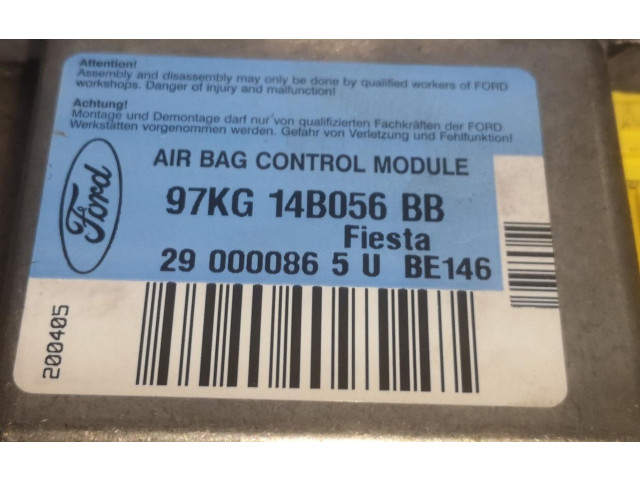 Attention!
Assembly and disassembly may only be done by qualified workers of FORD
workshops. Danger of injury and malfunction!
Achtung!
Montage und Demontage darf nur von qualifizierten Fachkräften der FORD
Werkstätten vorgenommen werden. Gefahr von Verletzung und Fehlfunktion!
Ford
AIR BAG CONTROL MODULE
97KG 14B056 BB
Fiesta
29 000086 5 U BE146
200405